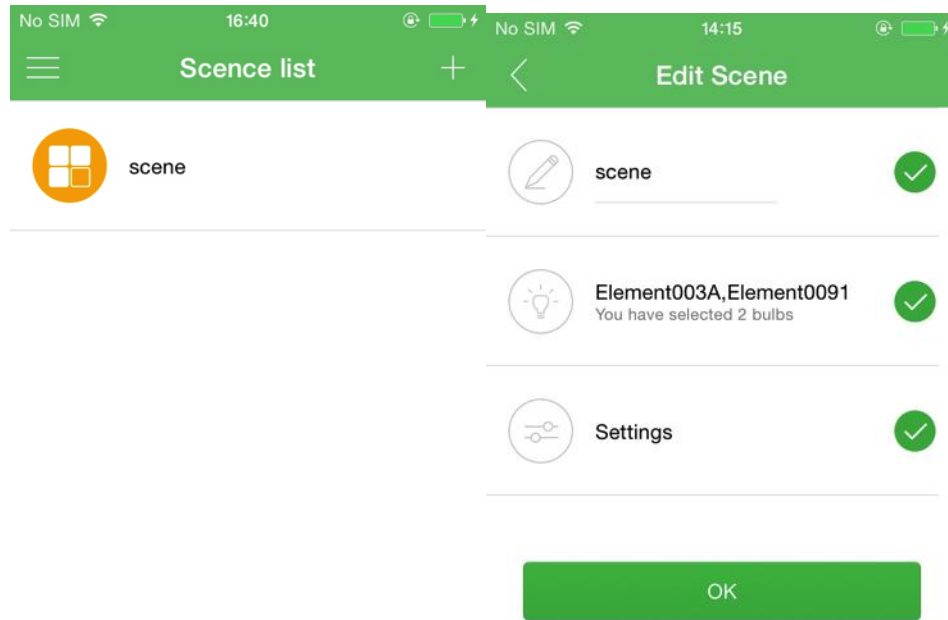 No SIM 16:40
Scence list
scene
No SIM 14:15
Edit Scene
scene
Element003A,Element0091
You have selected 2 bulbs
Settings
OK